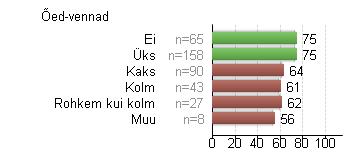 Õed-vennad
Ei n=65 75
Üks n=158 75
Kaks n=90 64
Kolm n=43 61
Rohkem kui kolm n=27 62
Muu n=8 56
0 20 40 60 80 100